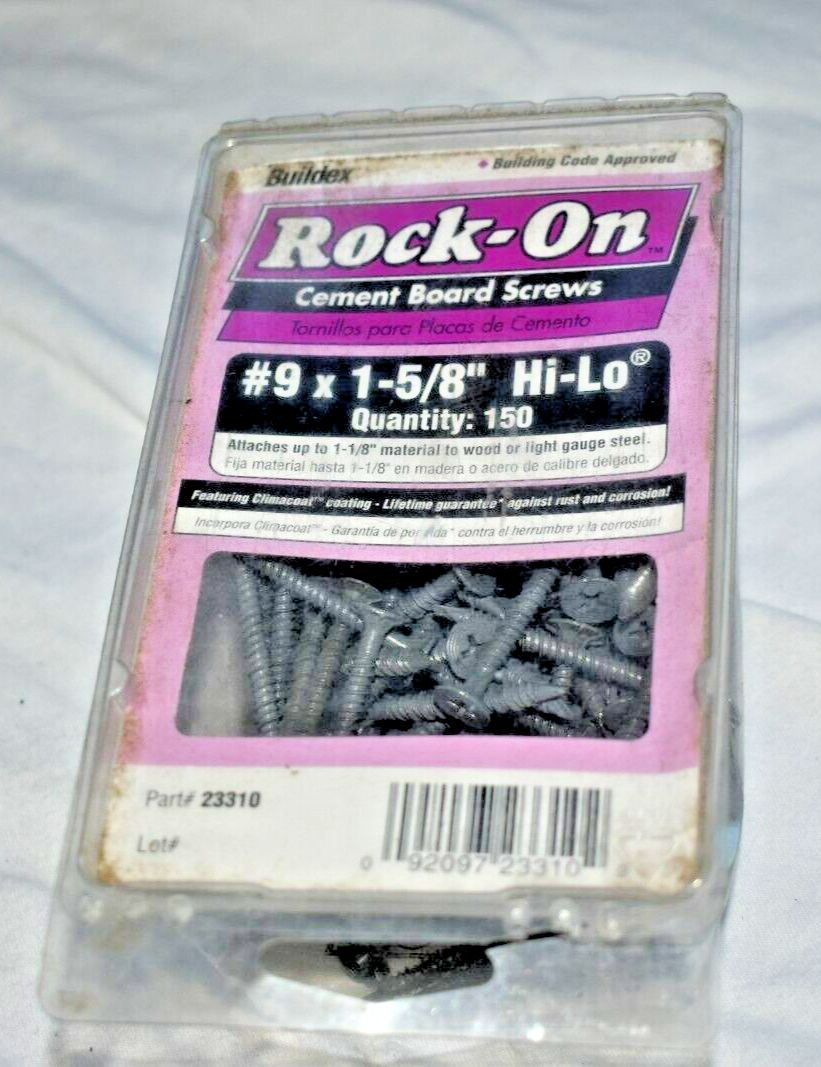 Buildex
◆ Building Code Approved
Rock-On™
Cement Board Screws
Tornillos para Placas de Cemento
#9 x 1-5/8" Hi-Lo®
Quantity: 150
Attaches up to 1-1/8" material to wood or light gauge steel.
Fija material hasta 1-1/8" en madera o acero de calibre delgado.
Featuring Climacoat™ coating - Lifetime guarantee* against rust and corrosion!
Incorpora Climacoat™ - Garantía de por vida* contra el herrumbre y la corrosión!
Part# 23310
Lot#
0 92097 23310